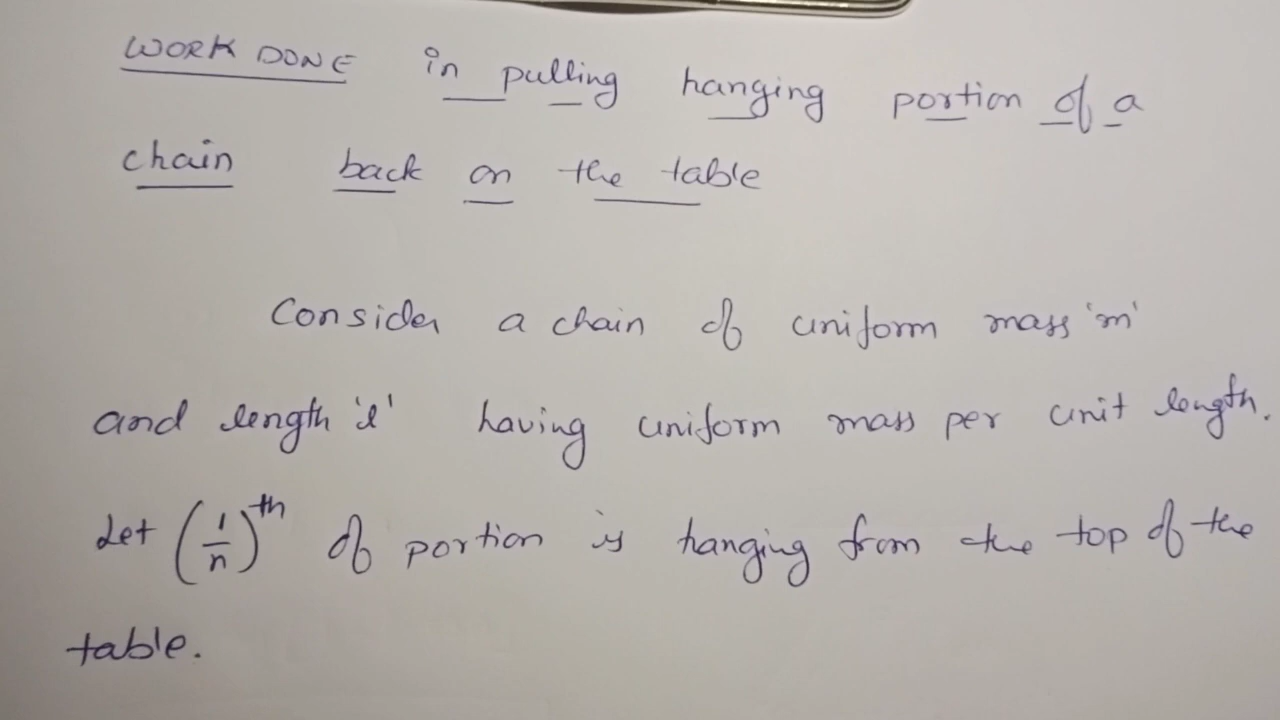 WORK DONE in pulling hanging portion of a
chain back on the table
Consider a chain of uniform mass 'm'
and length 'l' having uniform mass per unit length.
Let (1/n)^th of portion is hanging from the top of the
table.